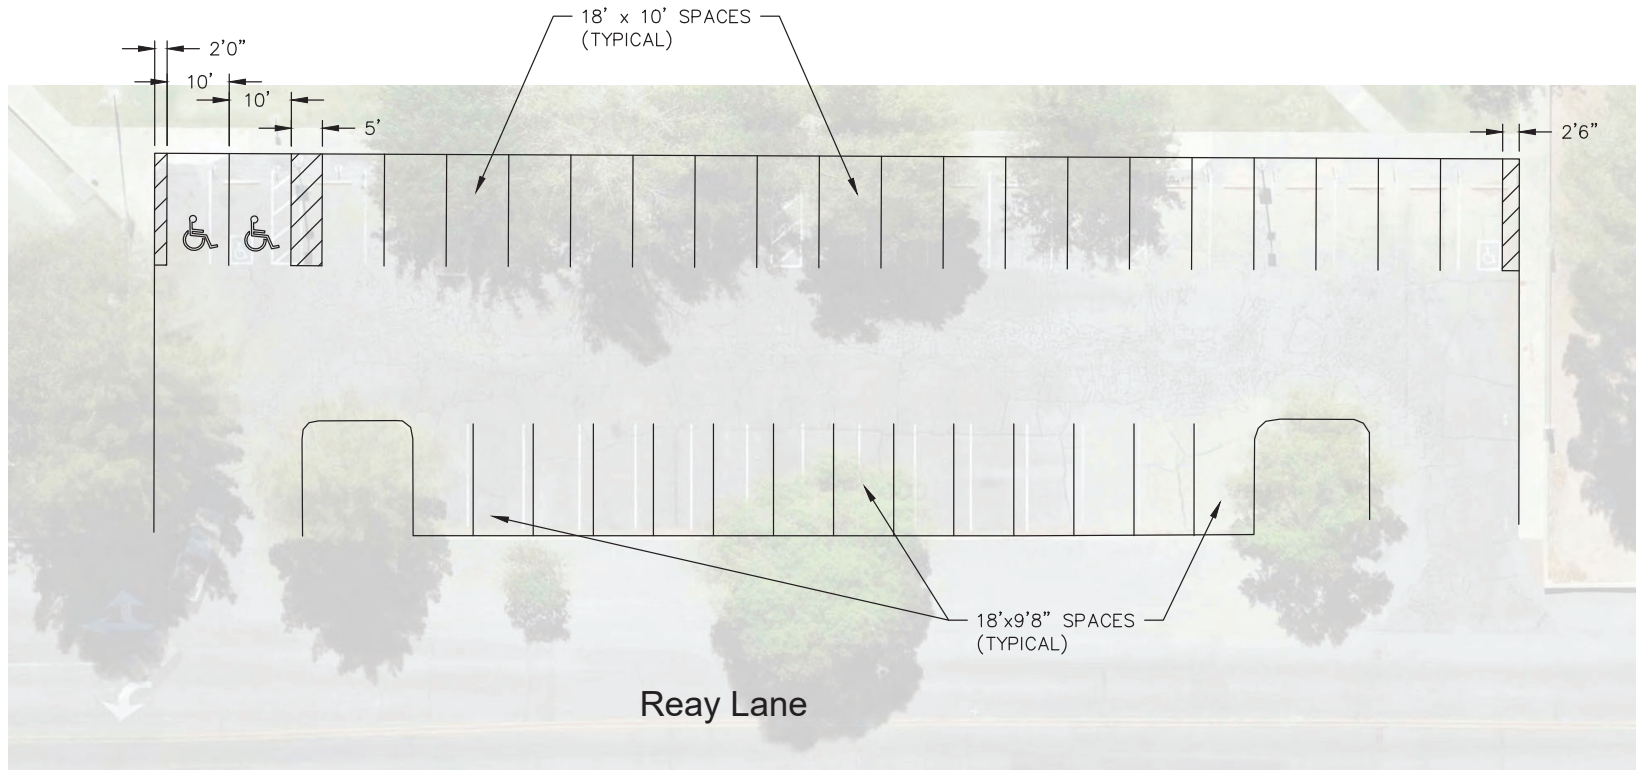 18' x 10' SPACES
(TYPICAL)
2'0"
10'
10'
5'
2'6"
18'x9'8" SPACES
(TYPICAL)
Reay Lane